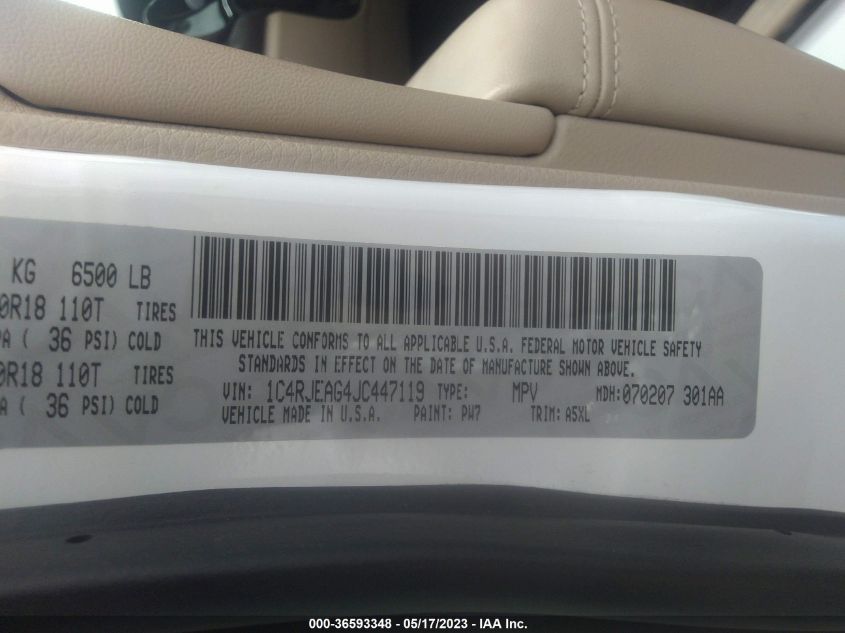 KG 6500 LB
0R18 110T TIRES
PA ( 36 PSI) COLD
0R18 110T TIRES
A ( 36 PSI) COLD
THIS VEHICLE CONFORMS TO ALL APPLICABLE U.S.A. FEDERAL MOTOR VEHICLE SAFETY
STANDARDS IN EFFECT ON THE DATE OF MANUFACTURE SHOWN ABOVE.
VIN: 1C4RJEAG4JC447119 TYPE: MPV MDH:070207 301AA
VEHICLE MADE IN U.S.A. PAINT: PW7 TRIM: A5XL
000-36593348 - 05/17/2023 - IAA Inc.